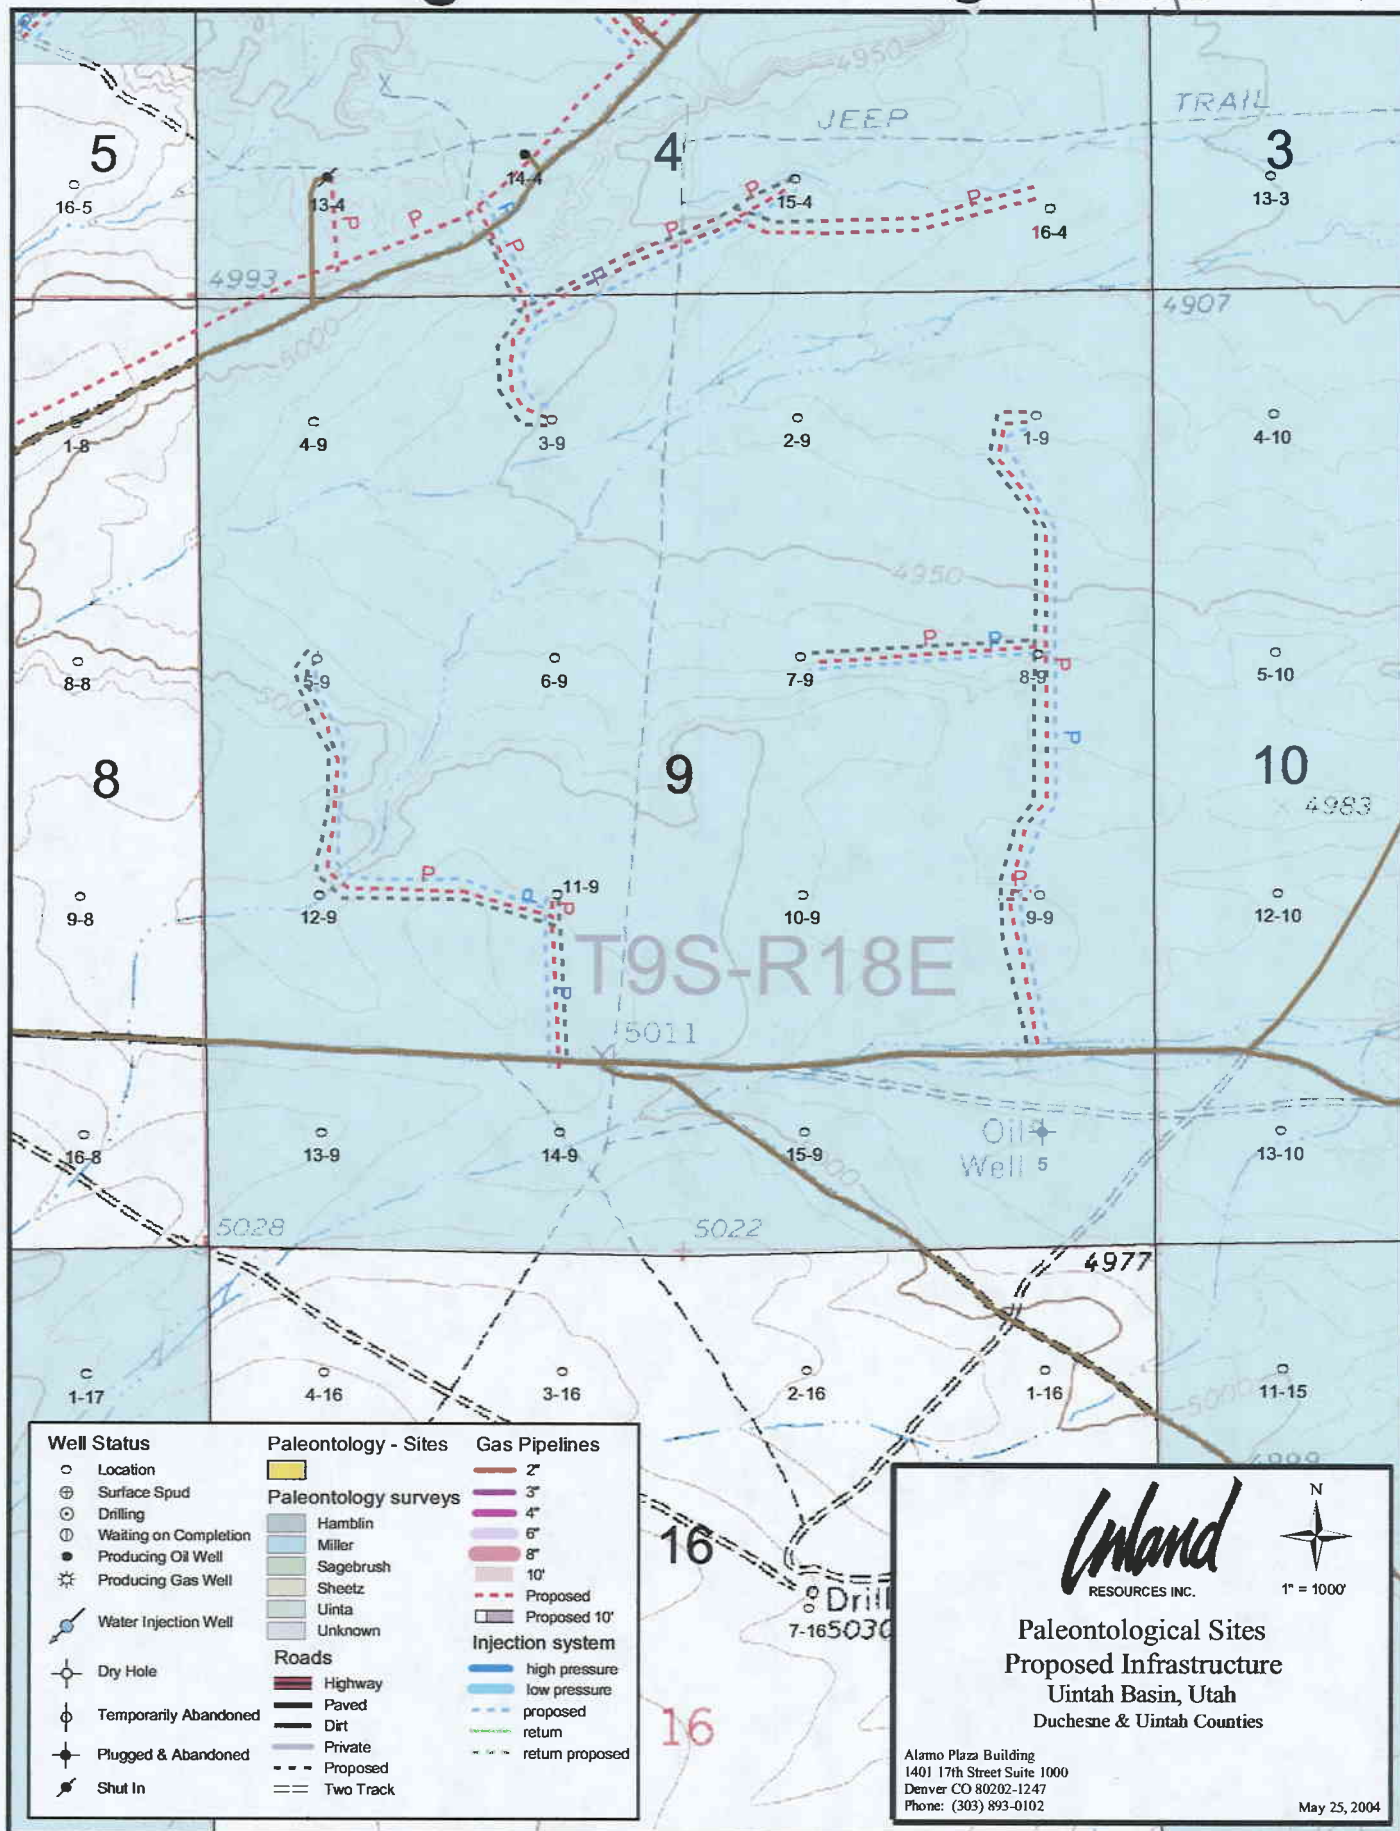 4950
JEEP
TRAIL
5
4
3
16-5
13-4
14-4
15-4
16-4
13-3
P
P
P
P
P
P
P
P
4993
4907
5000
1-8
4-9
3-9
2-9
1-9
4-10
4950
P
P
8-8
5-9
6-9
7-9
8-9
P
5-10
P
8
9
10
4983
P
P
P
9-8
12-9
11-9
P
10-9
9-9
12-10
T9S-R18E
P
5011
16-8
13-9
14-9
15-9
Oil
Well 5
13-10
5028
5022
4977
1-17
4-16
3-16
2-16
1-16
11-15
5000
4999
16
Drill
7-16 5030
16
Well Status
Location
Surface Spud
Drilling
Waiting on Completion
Producing Oil Well
Producing Gas Well
Water Injection Well
Dry Hole
Temporarily Abandoned
Plugged & Abandoned
Shut In
Paleontology - Sites
Paleontology surveys
Hamblin
Miller
Sagebrush
Sheetz
Uinta
Unknown
Roads
Highway
Paved
Dirt
Private
Proposed
Two Track
Gas Pipelines
2"
3"
4"
6"
8"
10'
Proposed
Proposed 10'
Injection system
high pressure
low pressure
proposed
return
return proposed
Inland
RESOURCES INC.
N
1" = 1000'
Paleontological Sites
Proposed Infrastructure
Uintah Basin, Utah
Duchesne & Uintah Counties
Alamo Plaza Building
1401 17th Street Suite 1000
Denver CO 80202-1247
Phone: (303) 893-0102
May 25, 2004